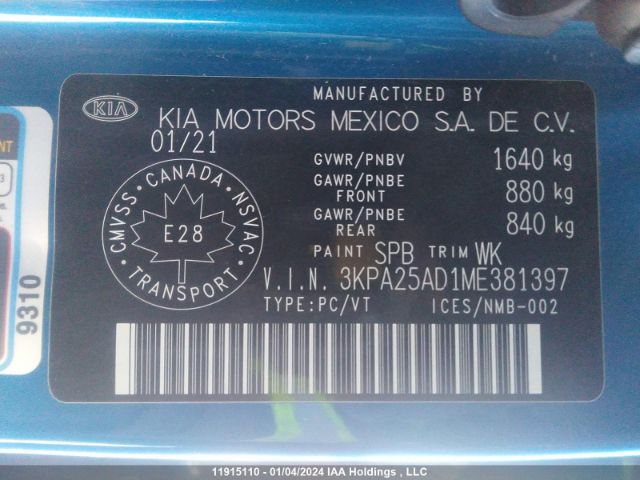 MANUFACTURED BY
KIA
KIA MOTORS MEXICO S.A. DE C.V.
01/21
GVWR/PNBV 1640 kg
GAWR/PNBE FRONT 880 kg
GAWR/PNBE REAR 840 kg
CMVSS · CANADA · NSVAC
E28
TRANSPORT
PAINT SPB TRIM WK
V.I.N. 3KPA25AD1ME381397
TYPE:PC/VT ICES/NMB-002
NT
3
9310
11915110 - 01/04/2024 IAA Holdings , LLC